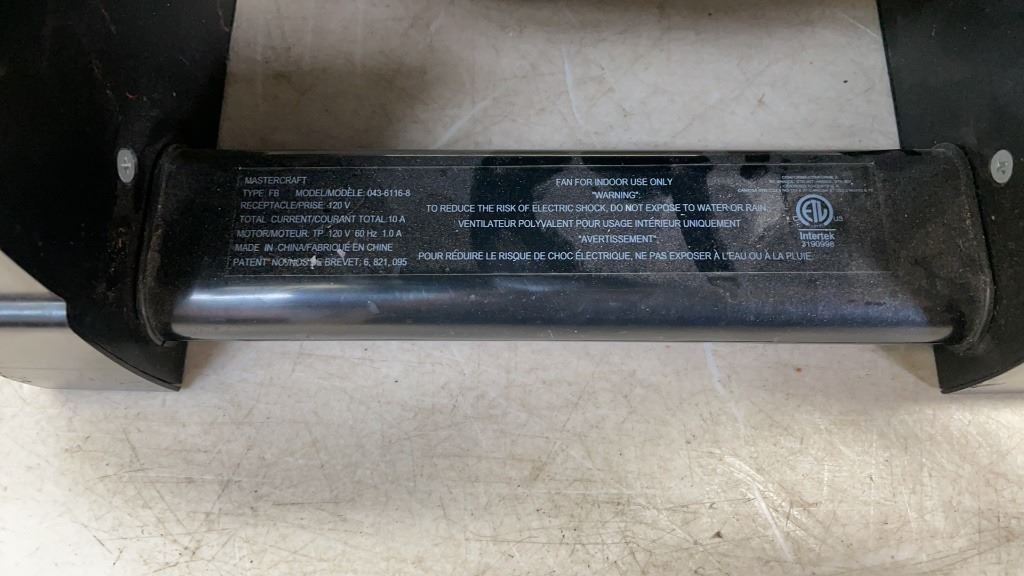 MASTERCRAFT
TYPE FB MODEL/MODÈLE: 043-6116-8
RECEPTACLE/PRISE: 120 V
TOTAL CURRENT/COURANT TOTAL: 10 A
MOTOR/MOTEUR: TP 120 V 60 Hz 1.0 A
MADE IN CHINA/FABRIQUÉ EN CHINE
PATENT BREVET: 6, 821, 095
FAN FOR INDOOR USE ONLY
"WARNING":
TO REDUCE THE RISK OF ELECTRIC SHOCK, DO NOT EXPOSE TO WATER OR RAIN.
VENTILATEUR POLYVALENT POUR USAGE INTÉRIEUR UNIQUEMENT
"AVERTISSEMENT":
POUR RÉDUIRE LE RISQUE DE CHOC ÉLECTRIQUE, NE PAS EXPOSER À L'EAU OU À LA PLUIE.
C ETL US
Intertek
3190998